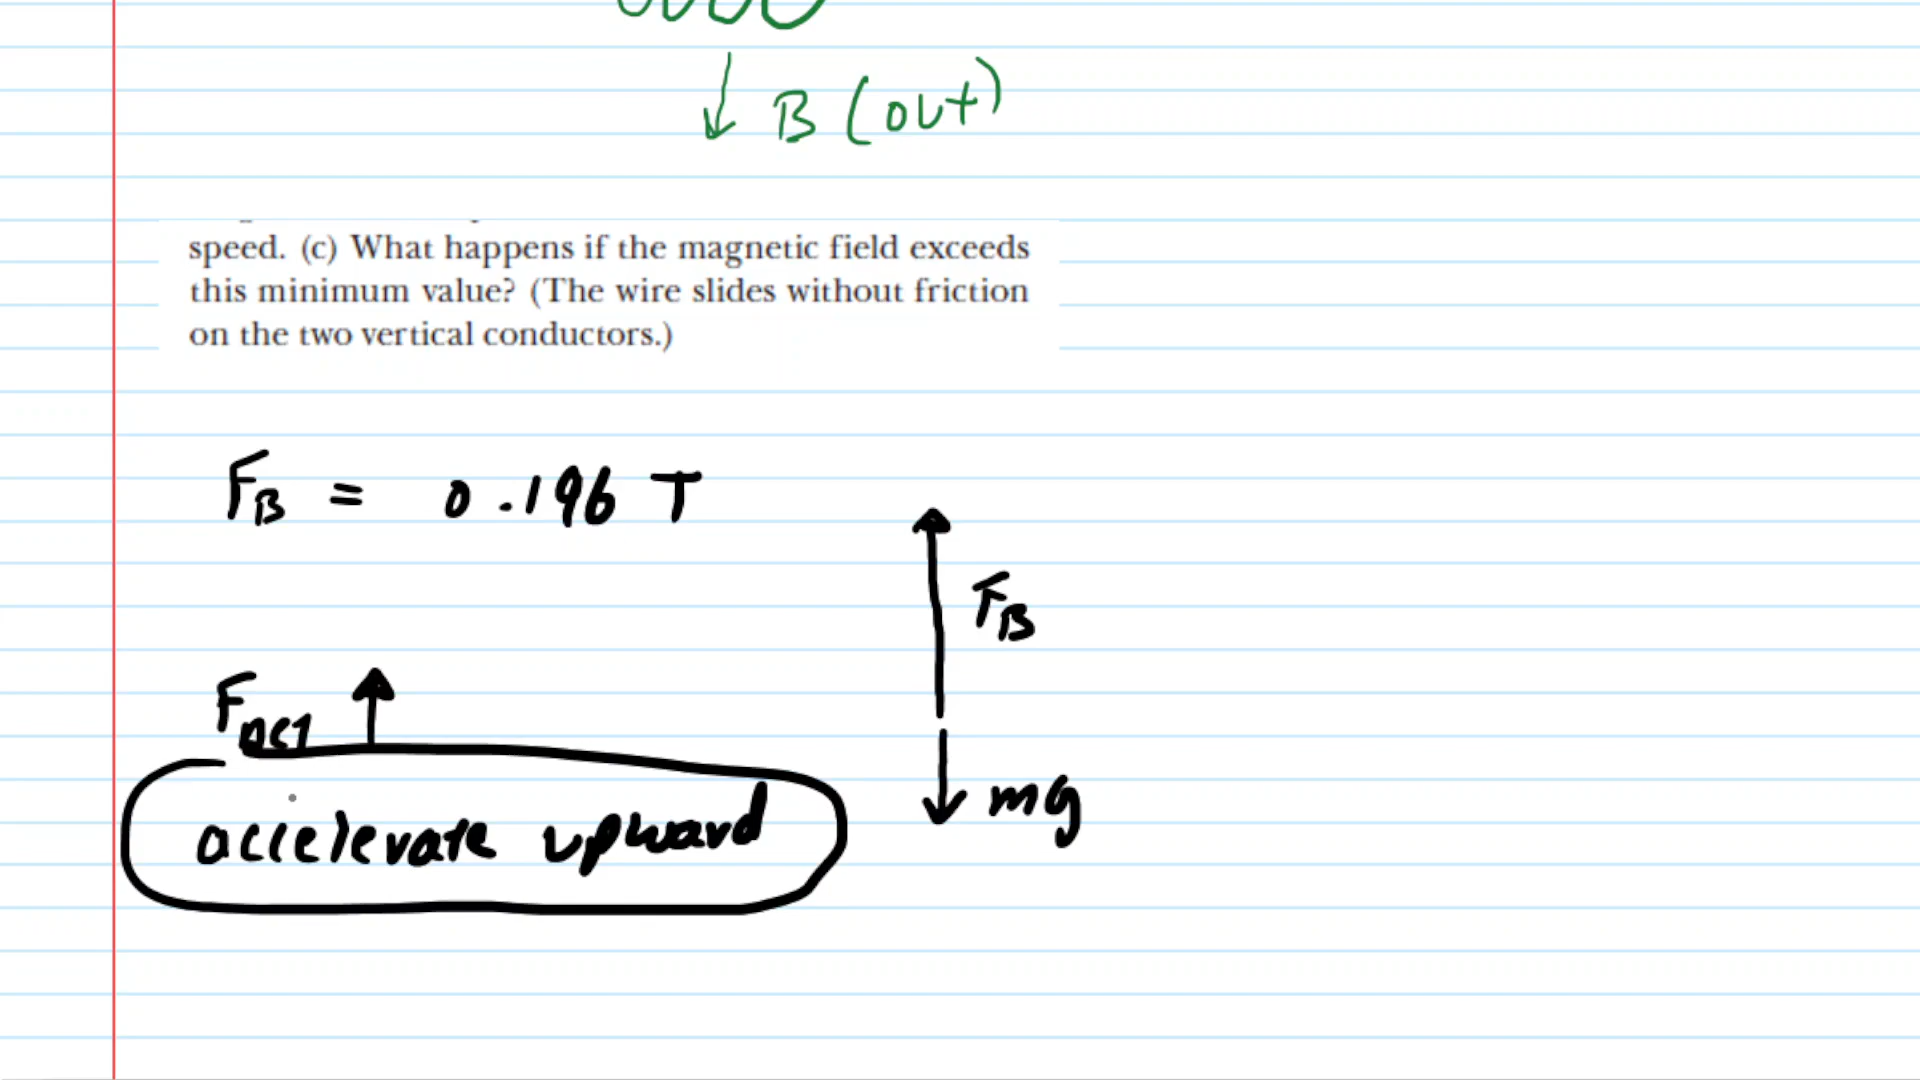 B (out)
speed. (c) What happens if the magnetic field exceeds
this minimum value? (The wire slides without friction
on the two vertical conductors.)
F_B = 0.196 T
F_B
F_net
mg
accelerate upward